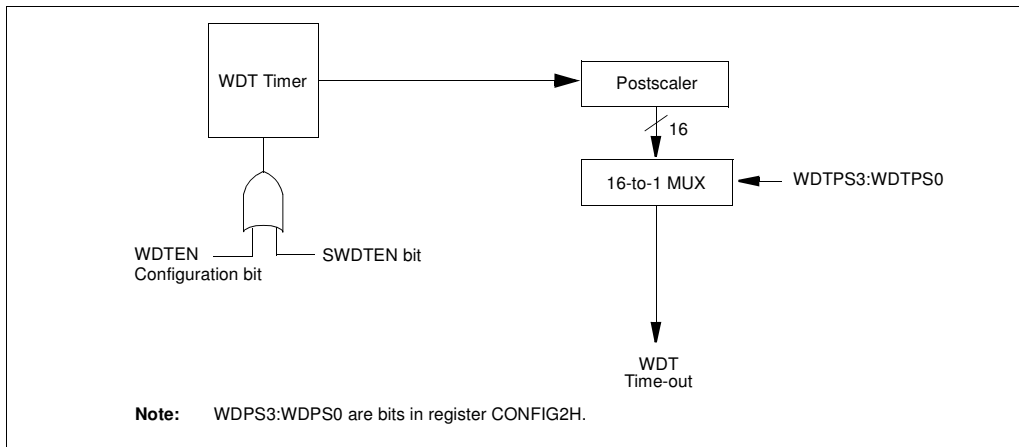 WDT Timer
Postscaler
16
16-to-1 MUX
WDTPS3:WDTPS0
WDTEN
Configuration bit
SWDTEN bit
WDT
Time-out
Note: WDPS3:WDPS0 are bits in register CONFIG2H.